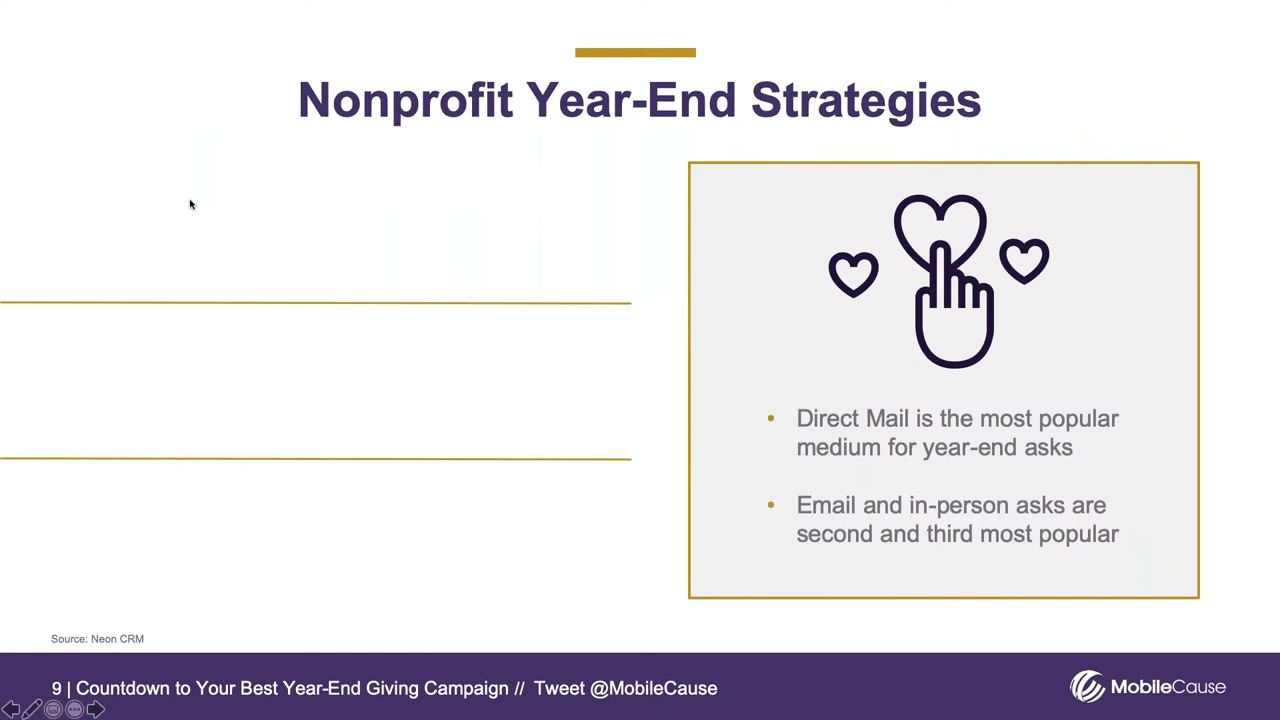 Nonprofit Year-End Strategies
• Direct Mail is the most popular
medium for year-end asks
• Email and in-person asks are
second and third most popular
Source: Neon CRM
9 | Countdown to Your Best Year-End Giving Campaign // Tweet @MobileCause
MobileCause